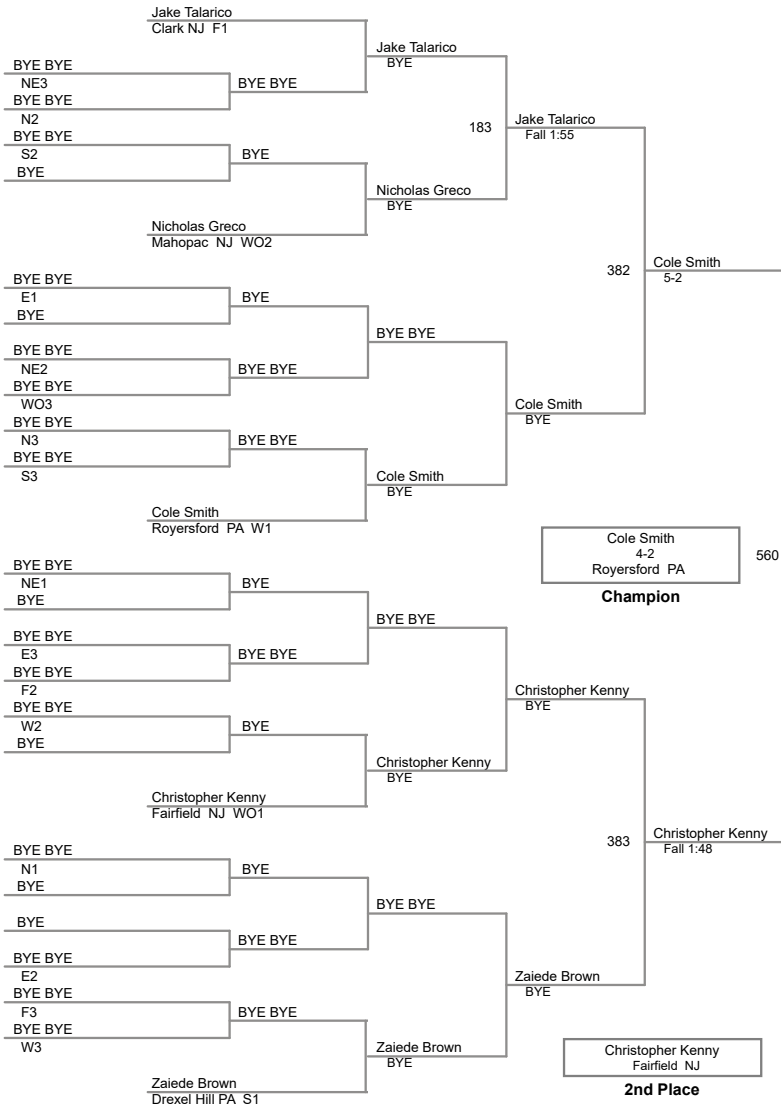 Jake Talarico
Clark NJ F1
Jake Talarico
BYE
BYE BYE
NE3
BYE BYE
BYE BYE
N2
183
Jake Talarico
Fall 1:55
BYE BYE
S2
BYE
BYE
Nicholas Greco
BYE
Nicholas Greco
Mahopac NJ WO2
382
Cole Smith
5-2
BYE BYE
E1
BYE
BYE
BYE BYE
BYE BYE
NE2
BYE BYE
BYE BYE
WO3
Cole Smith
BYE
BYE BYE
N3
BYE BYE
BYE BYE
S3
Cole Smith
BYE
Cole Smith
Royersford PA W1
Cole Smith
4-2
Royersford PA
560
Champion
BYE BYE
NE1
BYE
BYE
BYE BYE
BYE BYE
E3
BYE BYE
BYE BYE
F2
Christopher Kenny
BYE
BYE BYE
W2
BYE
BYE
Christopher Kenny
BYE
Christopher Kenny
Fairfield NJ WO1
383
Christopher Kenny
Fall 1:48
BYE BYE
N1
BYE
BYE
BYE BYE
BYE
BYE BYE
BYE BYE
E2
Zaiede Brown
BYE
BYE BYE
F3
BYE BYE
BYE BYE
W3
Zaiede Brown
BYE
Zaiede Brown
Drexel Hill PA S1
Christopher Kenny
Fairfield NJ
2nd Place